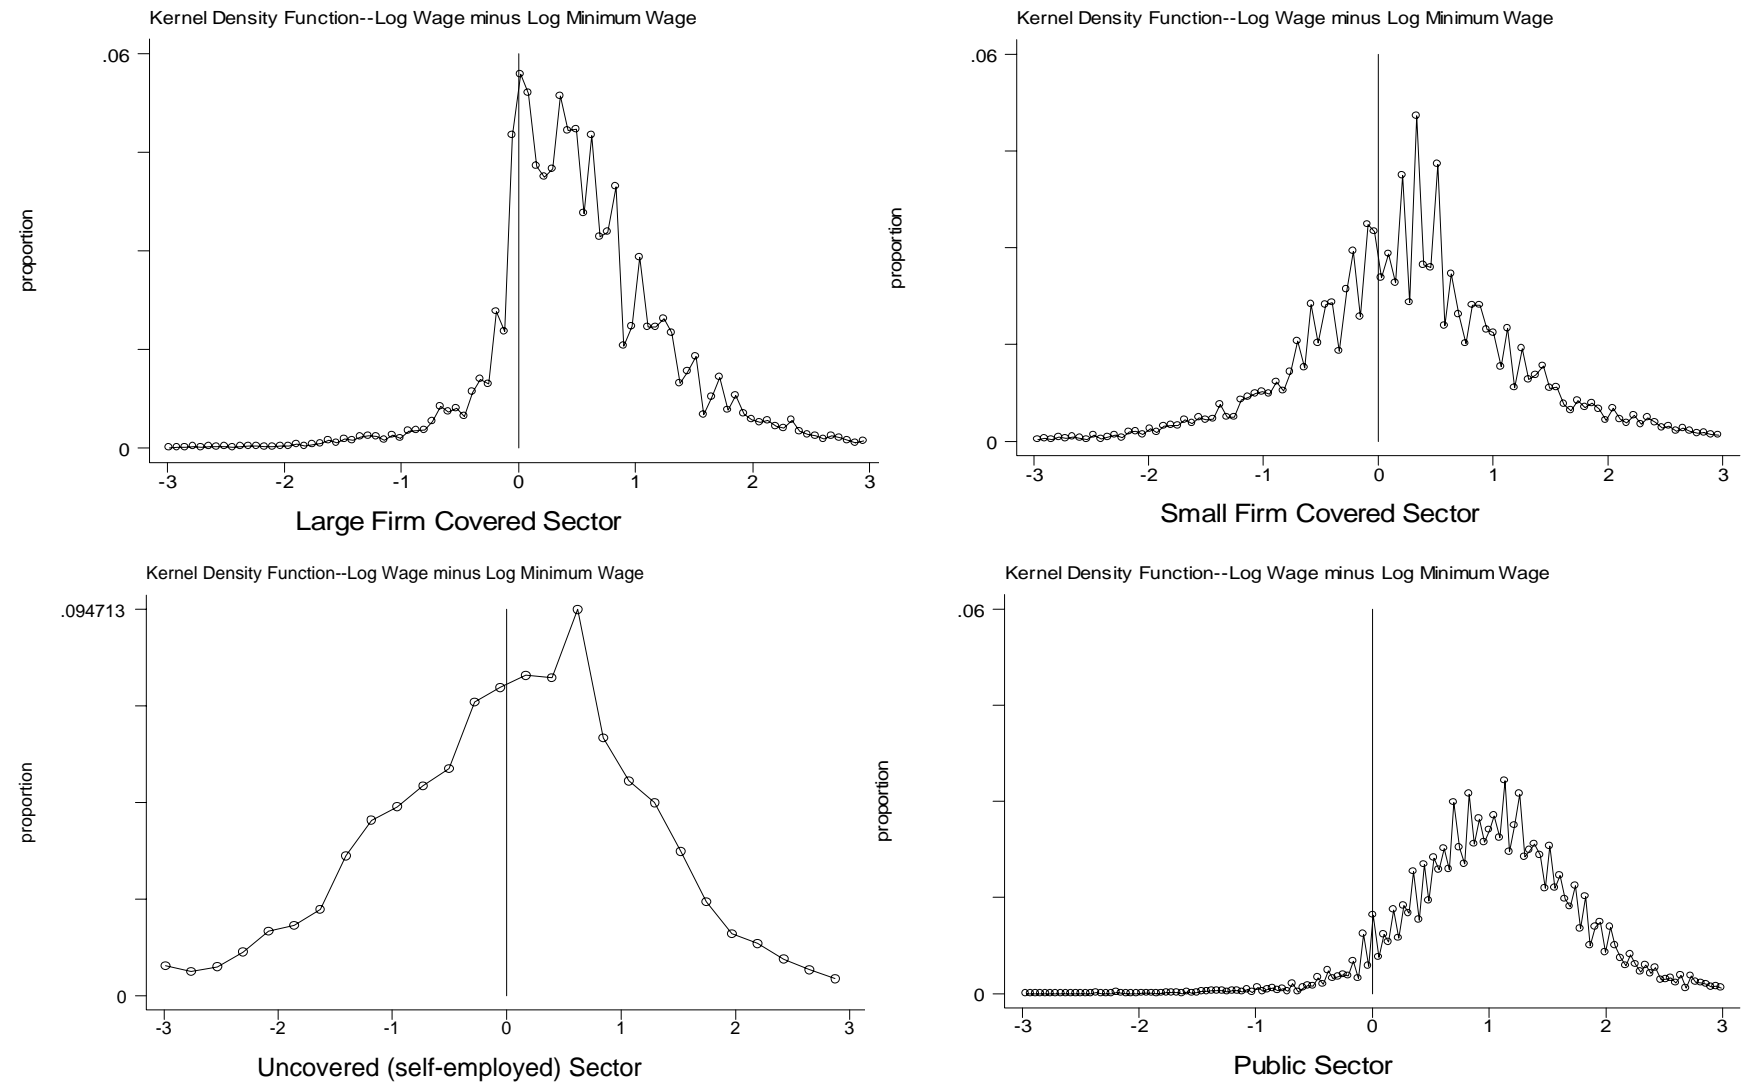 Kernel Density Function--Log Wage minus Log Minimum Wage
.06
proportion
0
-3 -2 -1 0 1 2 3
Large Firm Covered Sector
Kernel Density Function--Log Wage minus Log Minimum Wage
.06
proportion
0
-3 -2 -1 0 1 2 3
Small Firm Covered Sector
Kernel Density Function--Log Wage minus Log Minimum Wage
.094713
proportion
0
-3 -2 -1 0 1 2 3
Uncovered (self-employed) Sector
Kernel Density Function--Log Wage minus Log Minimum Wage
.06
proportion
0
-3 -2 -1 0 1 2 3
Public Sector